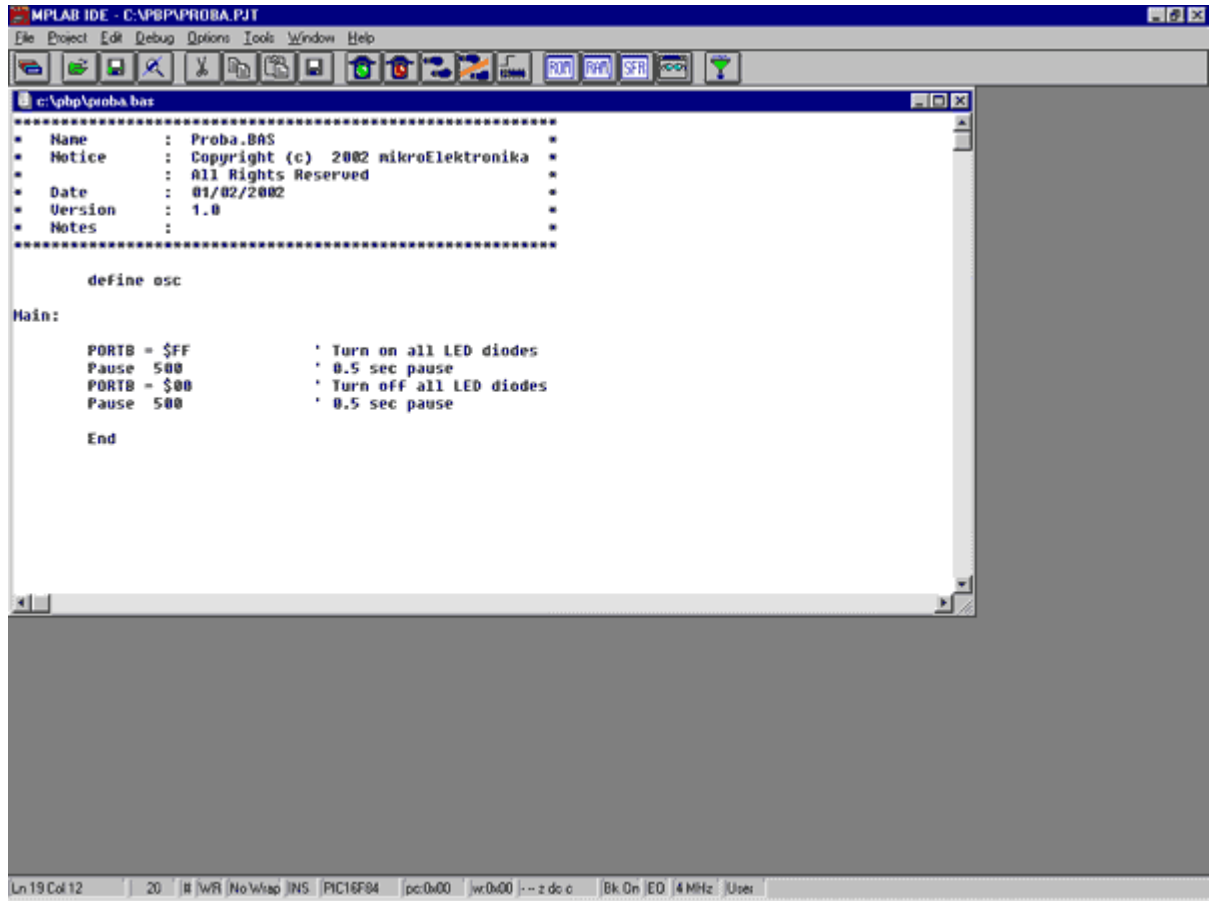 MPLAB IDE - C:\PBP\PROBA.PJT
File Project Edit Debug Options Tools Window Help
ROM RAM SFR
c:\pbp\proba.bas
***********************************************************
* Name : Proba.BAS *
* Notice : Copyright (c) 2002 mikroElektronika *
* : All Rights Reserved *
* Date : 01/02/2002 *
* Version : 1.0 *
* Notes : *
***********************************************************
define osc
Main:
PORTB = $FF ' Turn on all LED diodes
Pause 500 ' 0.5 sec pause
PORTB = $00 ' Turn off all LED diodes
Pause 500 ' 0.5 sec pause
End
Ln 19 Col 12 20 # WR No Wrap INS PIC16F84 pc:0x00 w:0x00 -- z dc c Bk On EO 4 MHz User